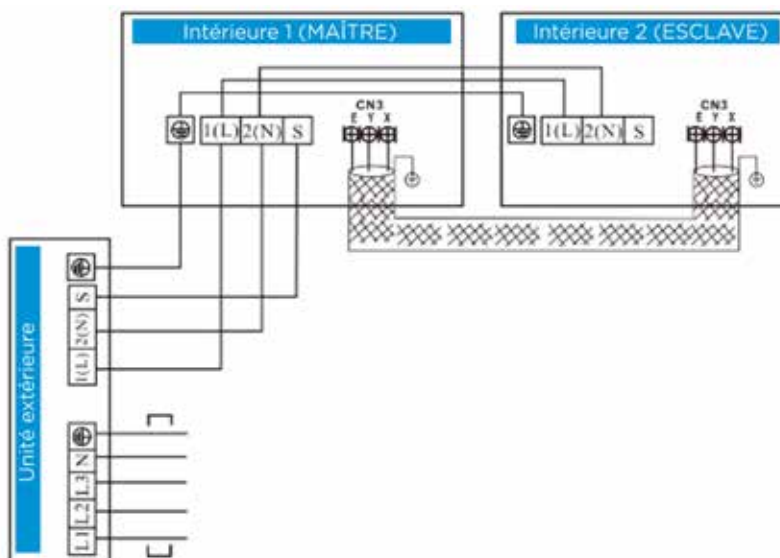 Intérieure 1 (MAÎTRE)
Intérieure 2 (ESCLAVE)
CN3
E Y X
1(L) 2(N) S
CN3
E Y X
1(L) 2(N) S
Unité extérieure
S
2(N)
1(L)
N
L3
L2
L1